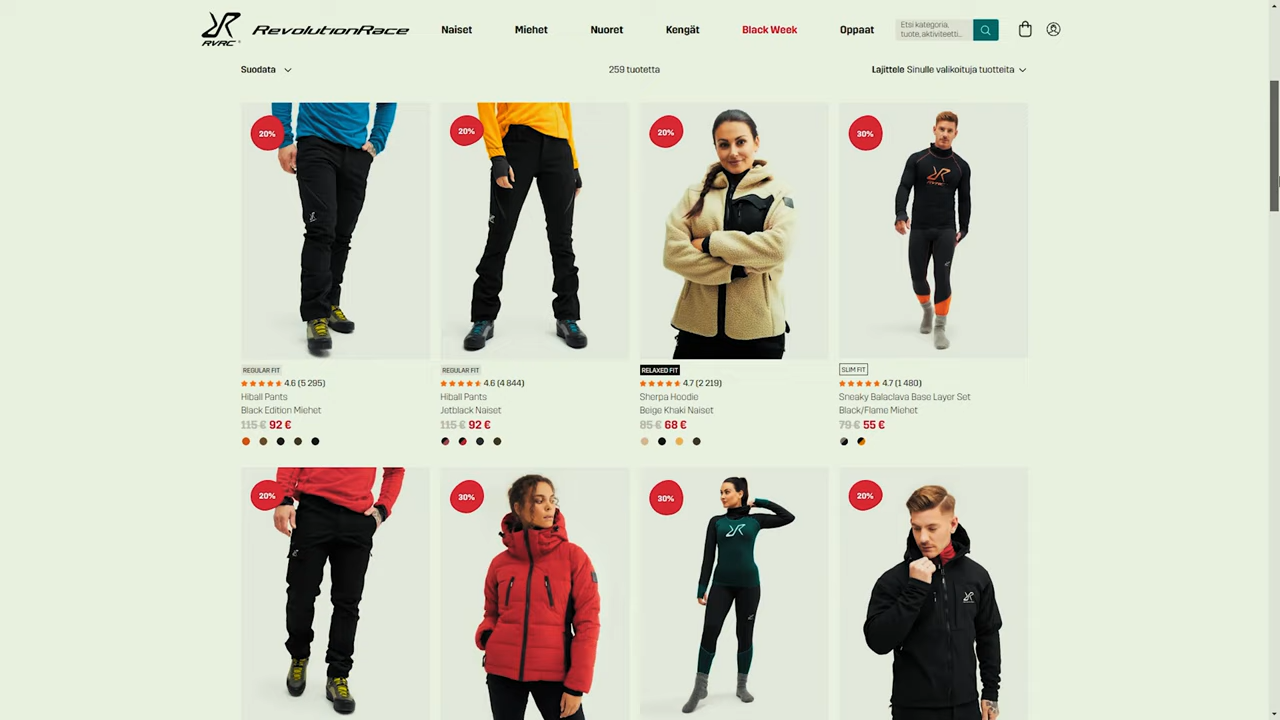 RVRC
RevolutionRace
Naiset
Miehet
Nuoret
Kengät
Black Week
Oppaat
Etsi kategoria,
tuote, aktiviteetti...
Suodata
259 tuotetta
Lajittele Sinulle valikoituja tuotteita
20%
20%
20%
30%
RVRC
REGULAR FIT
4.6 (5 295)
Hiball Pants
Black Edition Miehet
115 € 92 €
REGULAR FIT
4.6 (4 844)
Hiball Pants
Jetblack Naiset
115 € 92 €
RELAXED FIT
4.7 (2 219)
Sherpa Hoodie
Beige Khaki Naiset
85 € 68 €
SLIM FIT
4.7 (1 480)
Sneaky Balaclava Base Layer Set
Black/Flame Miehet
79 € 55 €
20%
30%
30%
20%